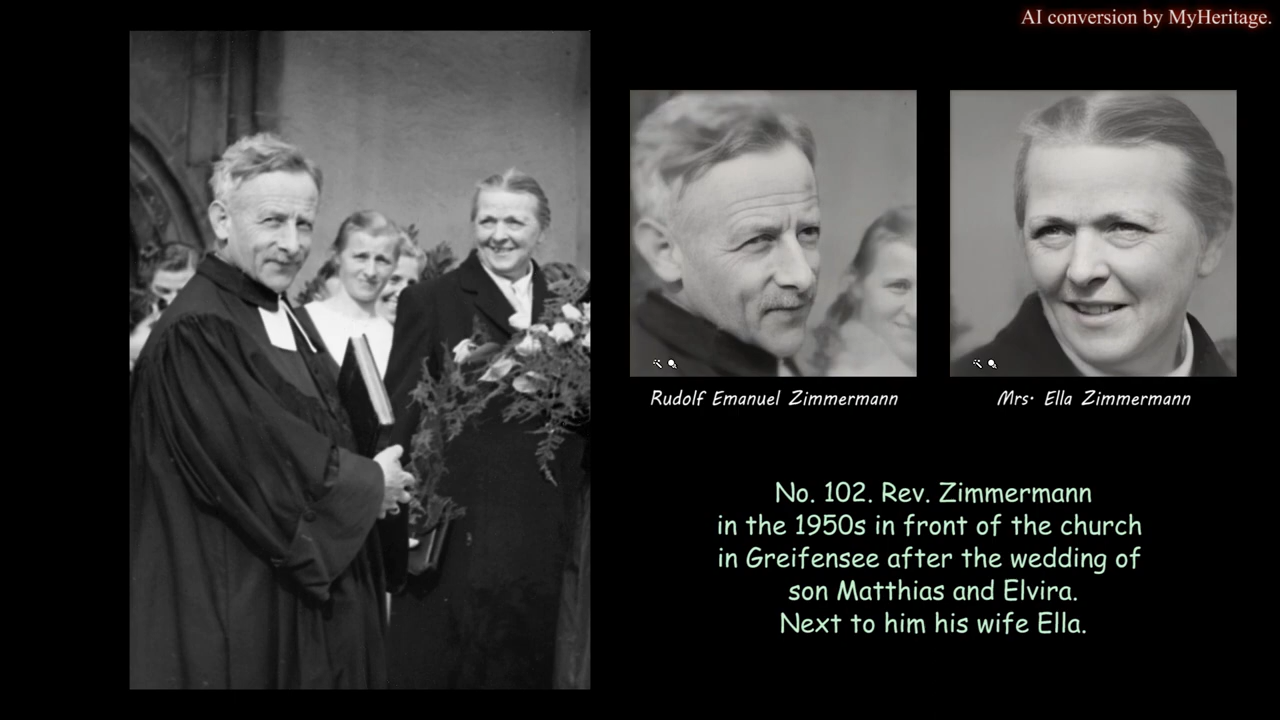 AI conversion by MyHeritage.
Rudolf Emanuel Zimmermann
Mrs. Ella Zimmermann
No. 102. Rev. Zimmermann
in the 1950s in front of the church
in Greifensee after the wedding of
son Matthias and Elvira.
Next to him his wife Ella.